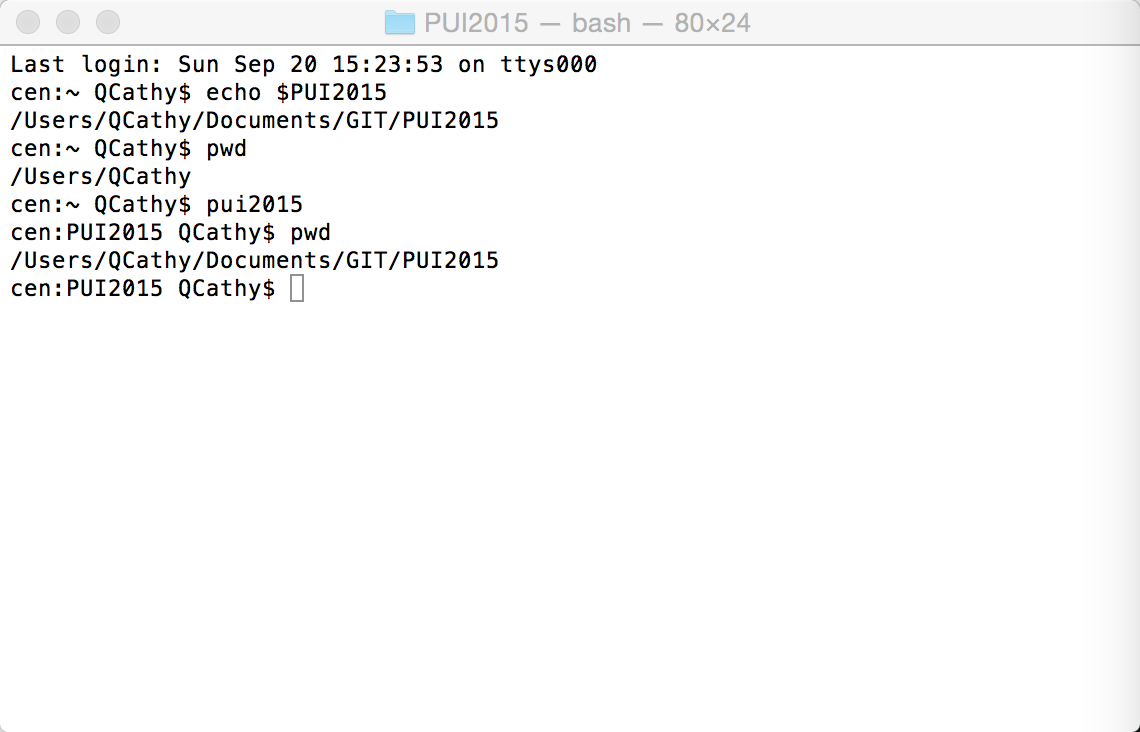 PUI2015 — bash — 80×24
Last login: Sun Sep 20 15:23:53 on ttys000
cen:~ QCathy$ echo $PUI2015
/Users/QCathy/Documents/GIT/PUI2015
cen:~ QCathy$ pwd
/Users/QCathy
cen:~ QCathy$ pui2015
cen:PUI2015 QCathy$ pwd
/Users/QCathy/Documents/GIT/PUI2015
cen:PUI2015 QCathy$